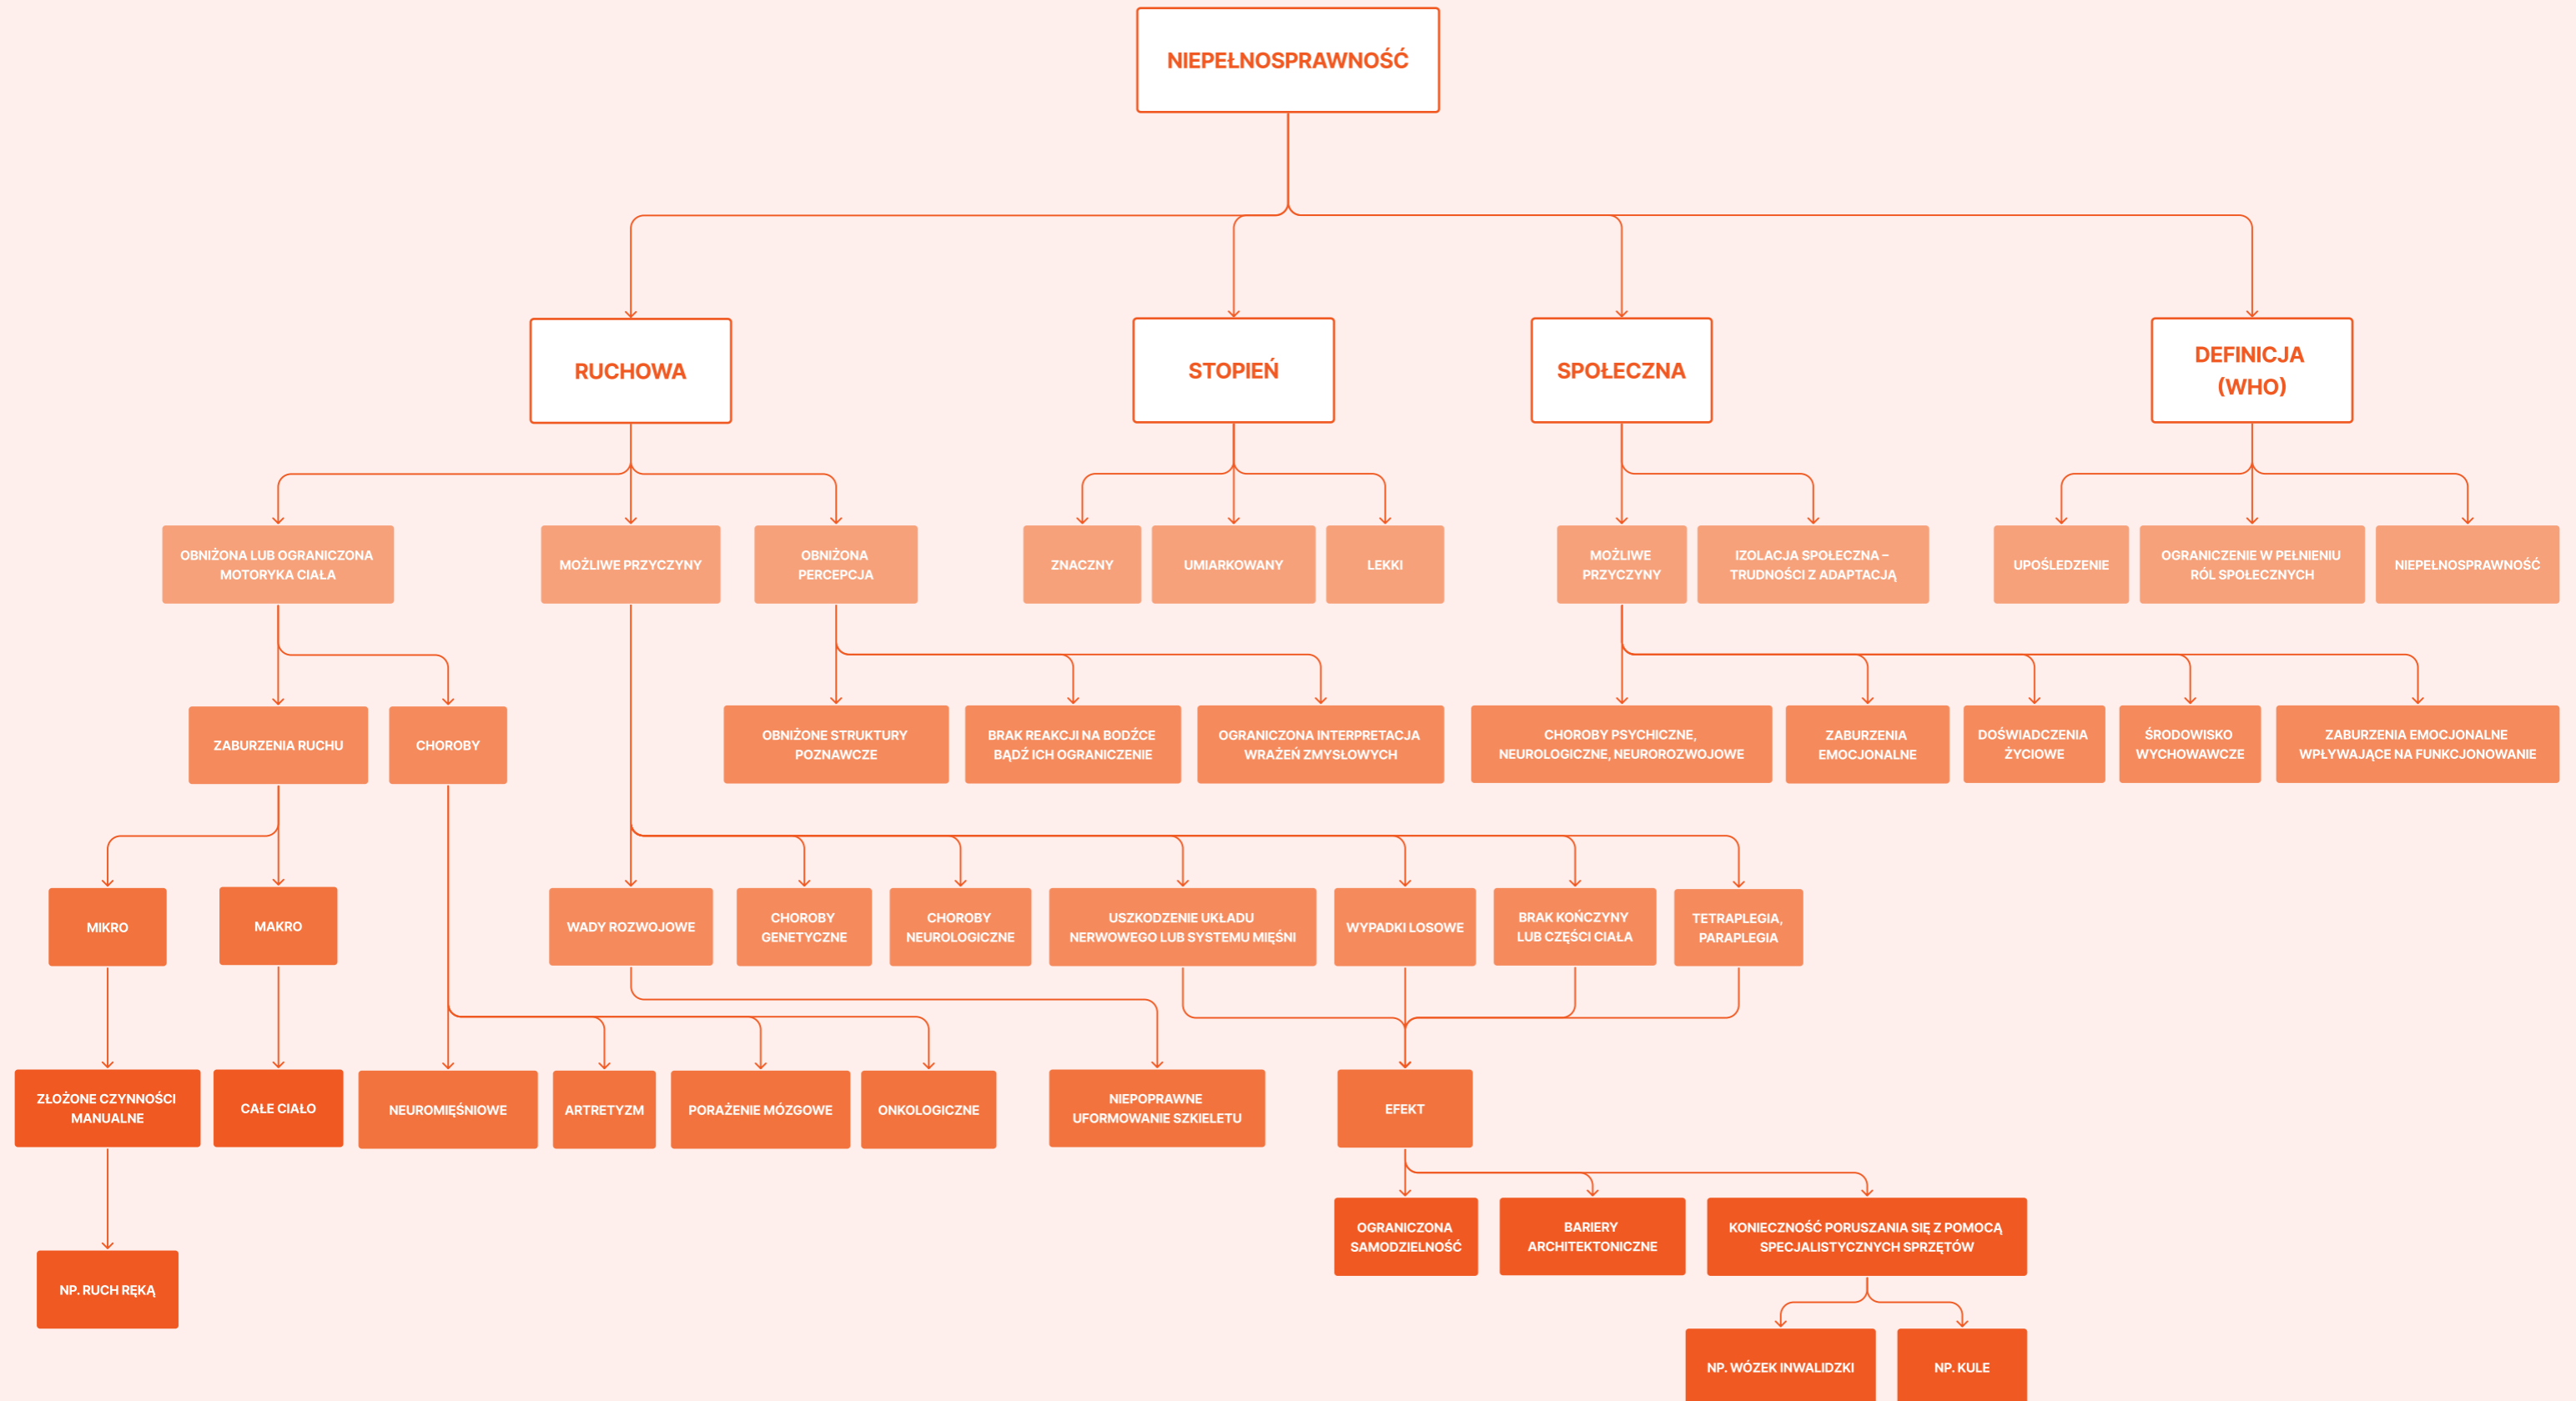 NIEPEŁNOSPRAWNOŚĆ
RUCHOWA
STOPIEŃ
SPOŁECZNA
DEFINICJA
(WHO)
OBNIŻONA LUB OGRANICZONA
MOTORYKA CIAŁA
MOŻLIWE PRZYCZYNY
OBNIŻONA
PERCEPCJA
ZNACZNY
UMIARKOWANY
LEKKI
MOŻLIWE
PRZYCZYNY
IZOLACJA SPOŁECZNA –
TRUDNOŚCI Z ADAPTACJĄ
UPOŚLEDZENIE
OGRANICZENIE W PEŁNIENIU
RÓL SPOŁECZNYCH
NIEPEŁNOSPRAWNOŚĆ
ZABURZENIA RUCHU
CHOROBY
OBNIŻONE STRUKTURY
POZNAWCZE
BRAK REAKCJI NA BODŹCE
BĄDŹ ICH OGRANICZENIE
OGRANICZONA INTERPRETACJA
WRAŻEŃ ZMYSŁOWYCH
CHOROBY PSYCHICZNE,
NEUROLOGICZNE, NEUROROZWOJOWE
ZABURZENIA
EMOCJONALNE
DOŚWIADCZENIA
ŻYCIOWE
ŚRODOWISKO
WYCHOWAWCZE
ZABURZENIA EMOCJONALNE
WPŁYWAJĄCE NA FUNKCJONOWANIE
MIKRO
MAKRO
WADY ROZWOJOWE
CHOROBY
GENETYCZNE
CHOROBY
NEUROLOGICZNE
USZKODZENIE UKŁADU
NERWOWEGO LUB SYSTEMU MIĘŚNI
WYPADKI LOSOWE
BRAK KOŃCZYNY
LUB CZĘŚCI CIAŁA
TETRAPLEGIA,
PARAPLEGIA
ZŁOŻONE CZYNNOŚCI
MANUALNE
CAŁE CIAŁO
NEUROMIĘŚNIOWE
ARTRETYZM
PORAŻENIE MÓZGOWE
ONKOLOGICZNE
NIEPOPRAWNE
UFORMOWANIE SZKIELETU
EFEKT
NP. RUCH RĘKĄ
OGRANICZONA
SAMODZIELNOŚĆ
BARIERY
ARCHITEKTONICZNE
KONIECZNOŚĆ PORUSZANIA SIĘ Z POMOCĄ
SPECJALISTYCZNYCH SPRZĘTÓW
NP. WÓZEK INWALIDZKI
NP. KULE